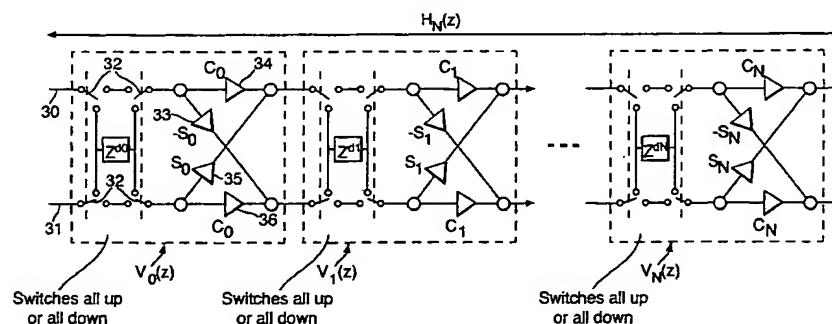 H_N(z)
32
32
C_0
34
C_1
C_N
30
33
-S_0
-S_1
-S_N
Z^d0
Z^d1
Z^dN
S_0
35
S_1
S_N
32
31
C_0
36
C_1
C_N
V_0(z)
V_1(z)
V_N(z)
Switches all up
or all down
Switches all up
or all down
Switches all up
or all down